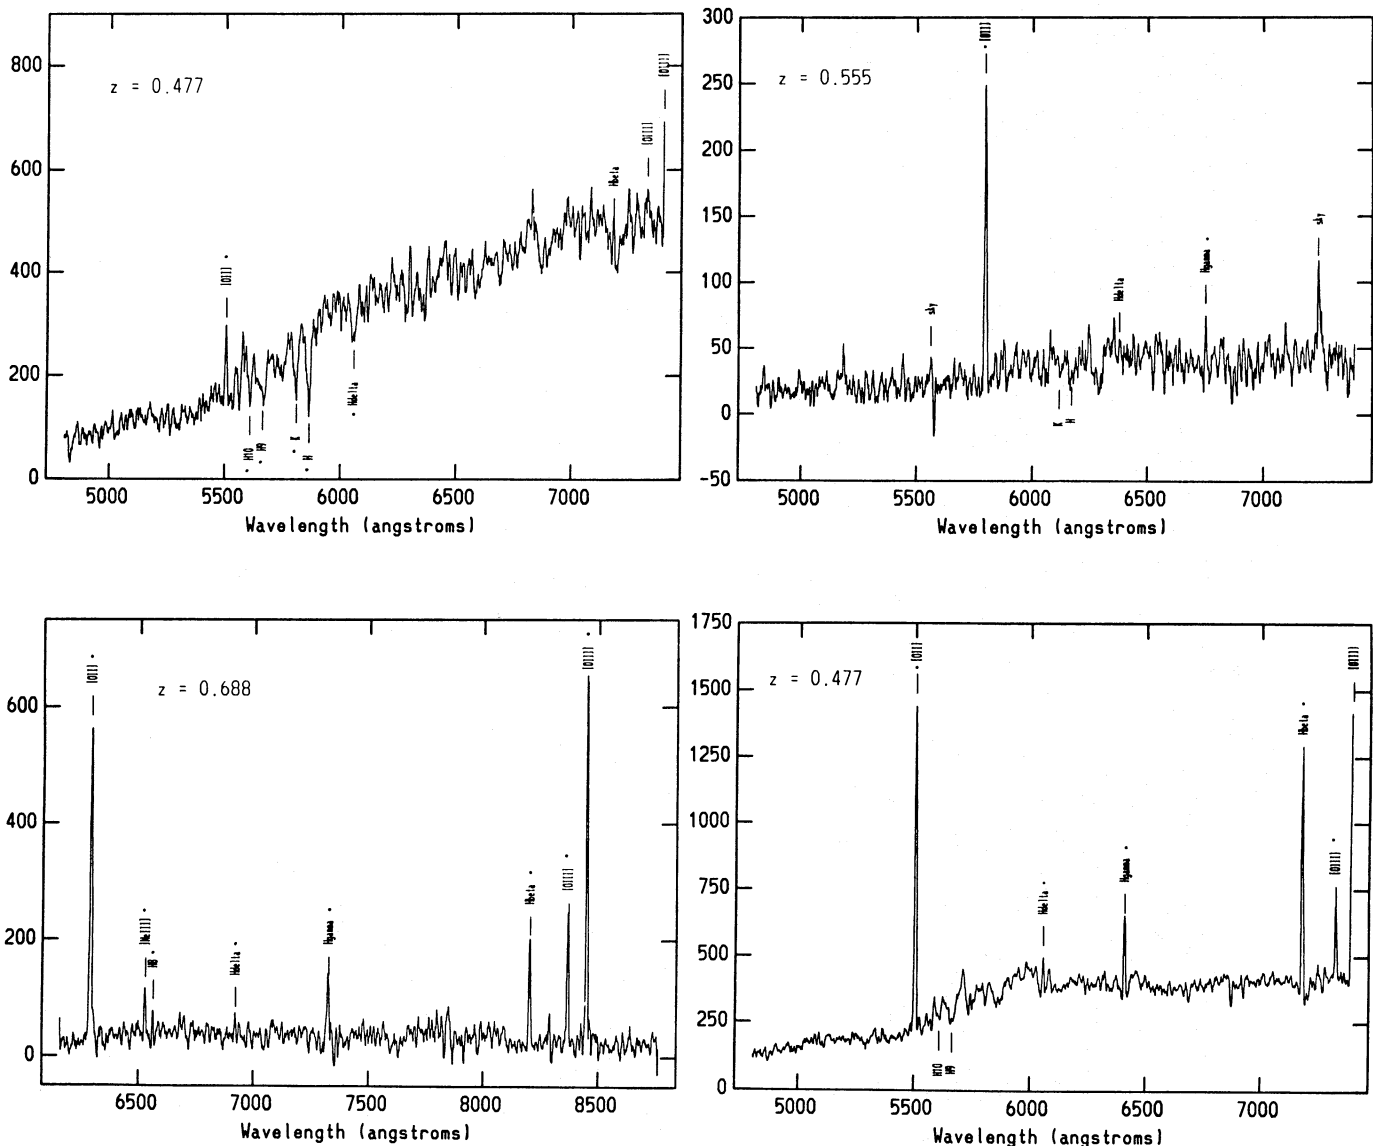 z = 0.477
800
600
400
200
0
[OII]
H10
H9
K
H
Hdelta
Hbeta
[OIII]
[OIII]
5000 5500 6000 6500 7000
Wavelength (angstroms)
z = 0.555
300
250
200
150
100
50
0
-50
sky
[OII]
K
H
Hdelta
Hgamma
sky
5000 5500 6000 6500 7000
Wavelength (angstroms)
z = 0.688
600
400
200
0
[OII]
[NeIII]
H8
Hdelta
Hgamma
Hbeta
[OIII]
[OIII]
6500 7000 7500 8000 8500
Wavelength (angstroms)
z = 0.477
1750
1500
1250
1000
750
500
250
0
[OII]
H10
H9
Hdelta
Hgamma
Hbeta
[OIII]
[OIII]
5000 5500 6000 6500 7000
Wavelength (angstroms)